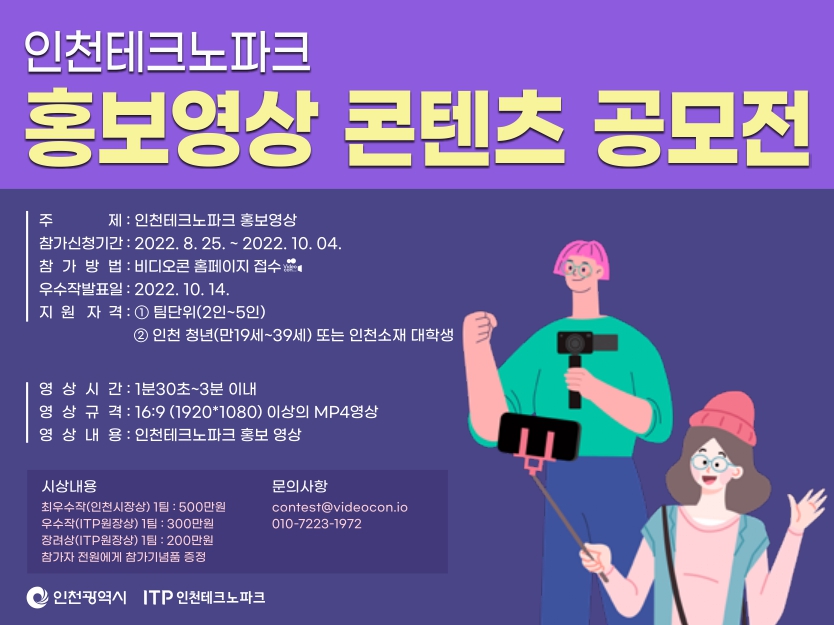 인천테크노파크
홍보영상 콘텐츠 공모전
주 제 : 인천테크노파크 홍보영상
참가신청기간 : 2022. 8. 25. ~ 2022. 10. 04.
참 가 방 법 : 비디오콘 홈페이지 접수
우수작발표일 : 2022. 10. 14.
지 원 자 격 : ① 팀단위(2인~5인)
② 인천 청년(만19세~39세) 또는 인천소재 대학생
영 상 시 간 : 1분30초~3분 이내
영 상 규 격 : 16:9 (1920*1080) 이상의 MP4영상
영 상 내 용 : 인천테크노파크 홍보 영상
시상내용
최우수작(인천시장상) 1팀 : 500만원
우수작(ITP원장상) 1팀 : 300만원
장려상(ITP원장상) 1팀 : 200만원
참가자 전원에게 참가기념품 증정
문의사항
contest@videocon.io
010-7223-1972
인천광역시 ITP 인천테크노파크